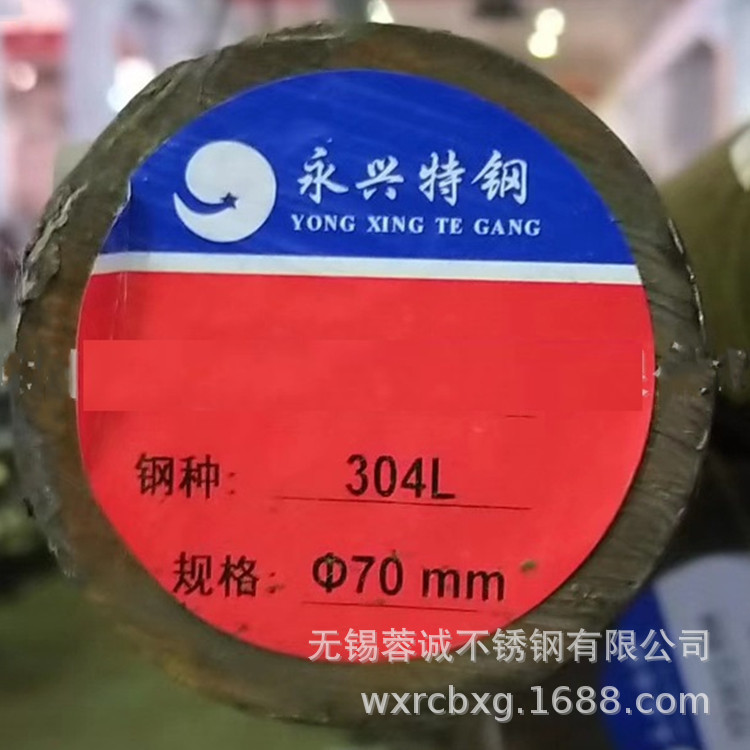 永兴特钢
YONG XING TE GANG
钢种: 304L
规格: Φ70 mm
无锡蓉诚不锈钢有限公司
wxrcbxg.1688.com